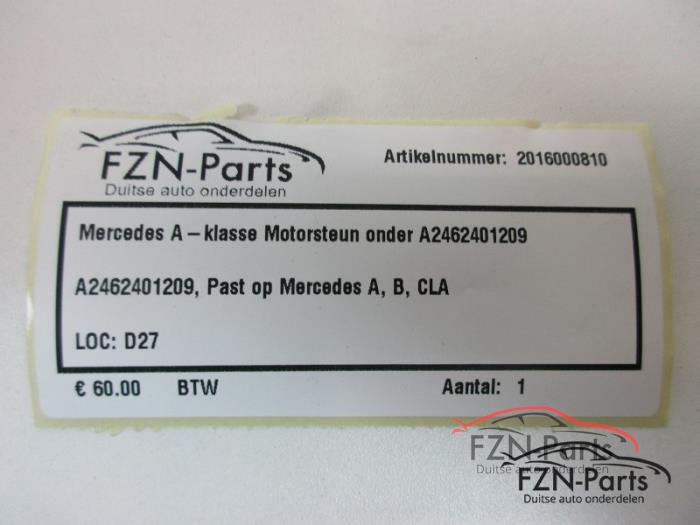 FZN-Parts
Duitse auto onderdelen
Artikelnummer: 2016000810
Mercedes A – klasse Motorsteun onder A2462401209
A2462401209, Past op Mercedes A, B, CLA
LOC: D27
€ 60.00 BTW Aantal: 1
FZN-Parts
Duitse auto onderdelen
FZN-Parts
Duitse auto onderdelen